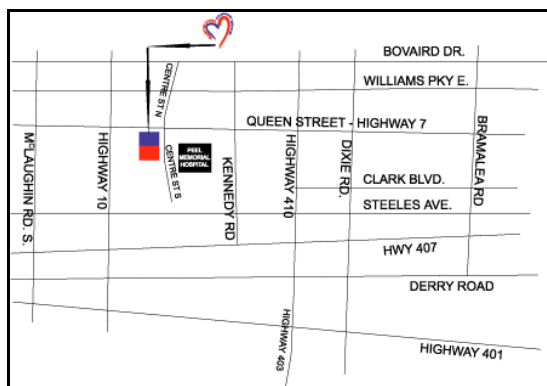 BOVAIRD DR.
WILLIAMS PKY E.
CENTRE ST N
QUEEN STREET - HIGHWAY 7
McLAUGHIN RD. S.
HIGHWAY 10
CENTRE ST S
PEEL
MEMORIAL
HOSPITAL
KENNEDY RD
HIGHWAY 410
DIXIE RD.
BRAMALEA RD
CLARK BLVD.
STEELES AVE.
HWY 407
DERRY ROAD
HIGHWAY 403
HIGHWAY 401